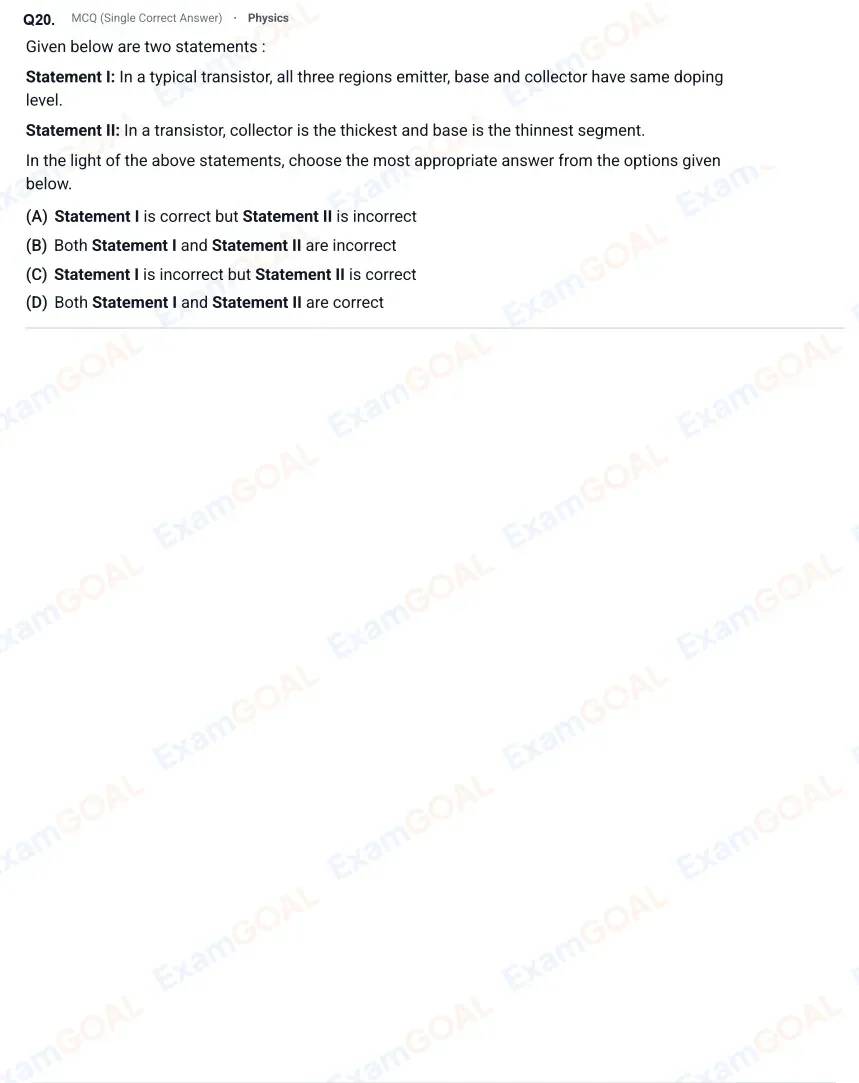 Q20. MCQ (Single Correct Answer) · Physics
Given below are two statements :
Statement I: In a typical transistor, all three regions emitter, base and collector have same doping
level.
Statement II: In a transistor, collector is the thickest and base is the thinnest segment.
In the light of the above statements, choose the most appropriate answer from the options given
below.
(A) Statement I is correct but Statement II is incorrect
(B) Both Statement I and Statement II are incorrect
(C) Statement I is incorrect but Statement II is correct
(D) Both Statement I and Statement II are correct